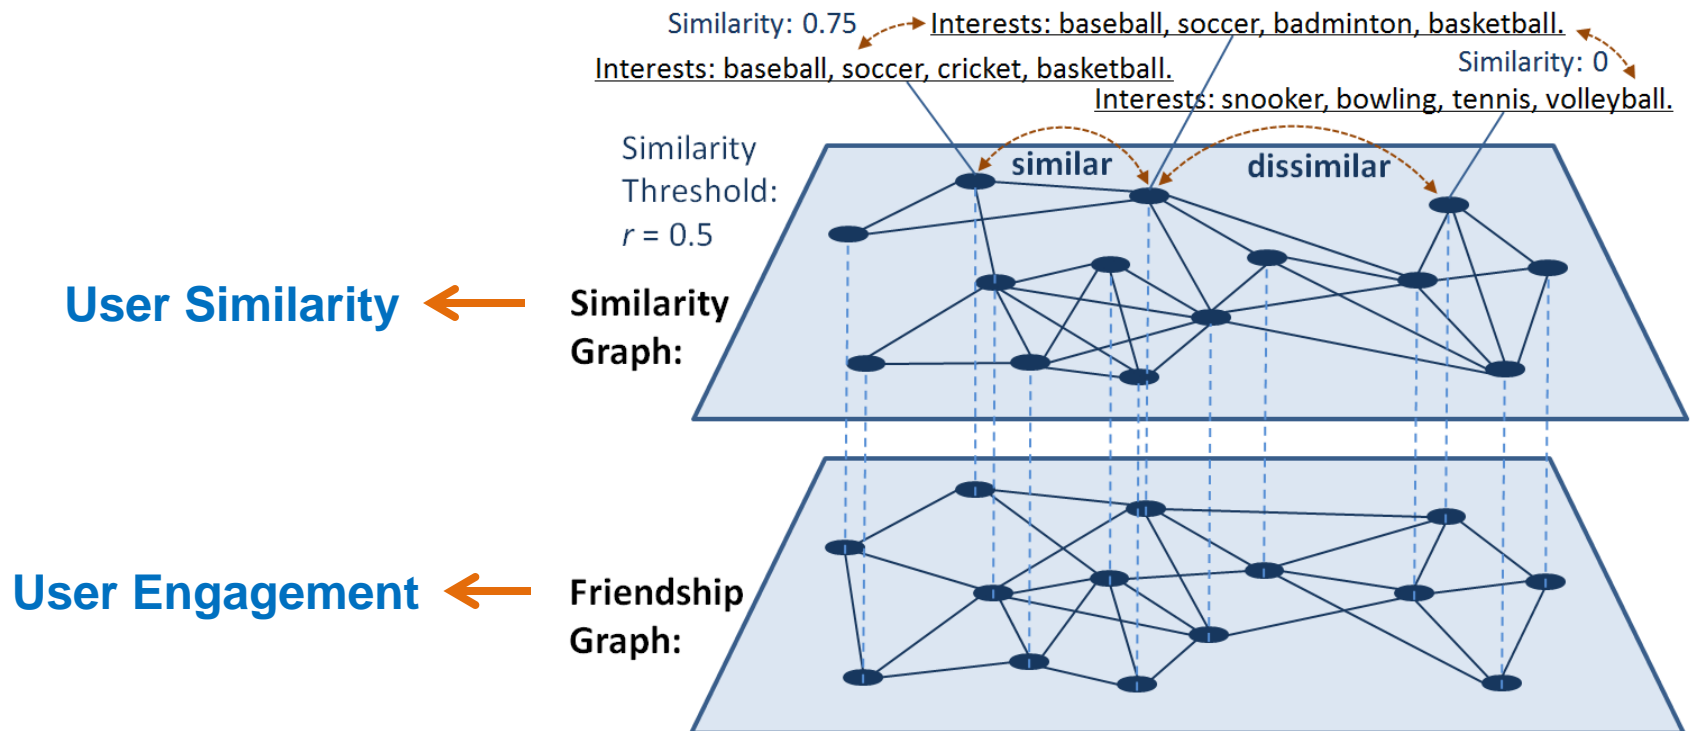 Similarity: 0.75
Interests: baseball, soccer, badminton, basketball.
Interests: baseball, soccer, cricket, basketball.
Similarity: 0
Interests: snooker, bowling, tennis, volleyball.
Similarity
Threshold:
r = 0.5
similar
dissimilar
User Similarity
Similarity
Graph:
User Engagement
Friendship
Graph: